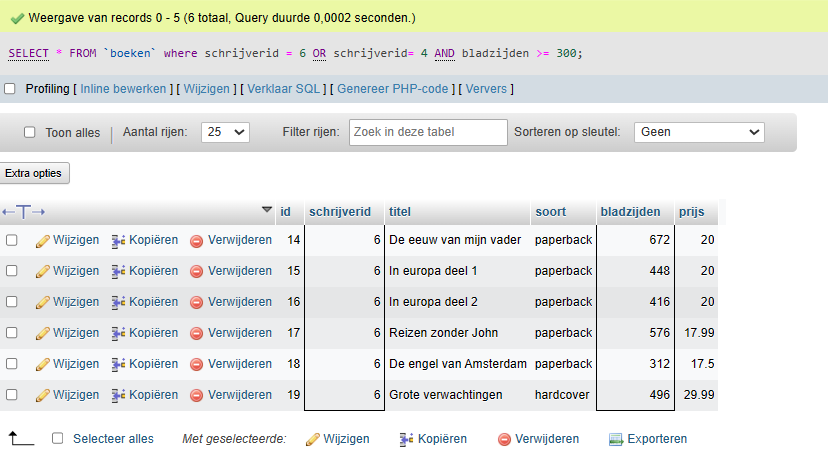 Weergave van records 0 - 5 (6 totaal, Query duurde 0,0002 seconden.)
SELECT * FROM `boeken` where schrijverid = 6 OR schrijverid= 4 AND bladzijden >= 300;
Profiling [ Inline bewerken ] [ Wijzigen ] [ Verklaar SQL ] [ Genereer PHP-code ] [ Ververs ]
Toon alles Aantal rijen: 25 Filter rijen: Zoek in deze tabel Sorteren op sleutel: Geen
Extra opties
←T→ id schrijverid titel soort bladzijden prijs
Wijzigen Kopiëren Verwijderen 14 6 De eeuw van mijn vader paperback 672 20
Wijzigen Kopiëren Verwijderen 15 6 In europa deel 1 paperback 448 20
Wijzigen Kopiëren Verwijderen 16 6 In europa deel 2 paperback 416 20
Wijzigen Kopiëren Verwijderen 17 6 Reizen zonder John paperback 576 17.99
Wijzigen Kopiëren Verwijderen 18 6 De engel van Amsterdam paperback 312 17.5
Wijzigen Kopiëren Verwijderen 19 6 Grote verwachtingen hardcover 496 29.99
Selecteer alles Met geselecteerde: Wijzigen Kopiëren Verwijderen Exporteren